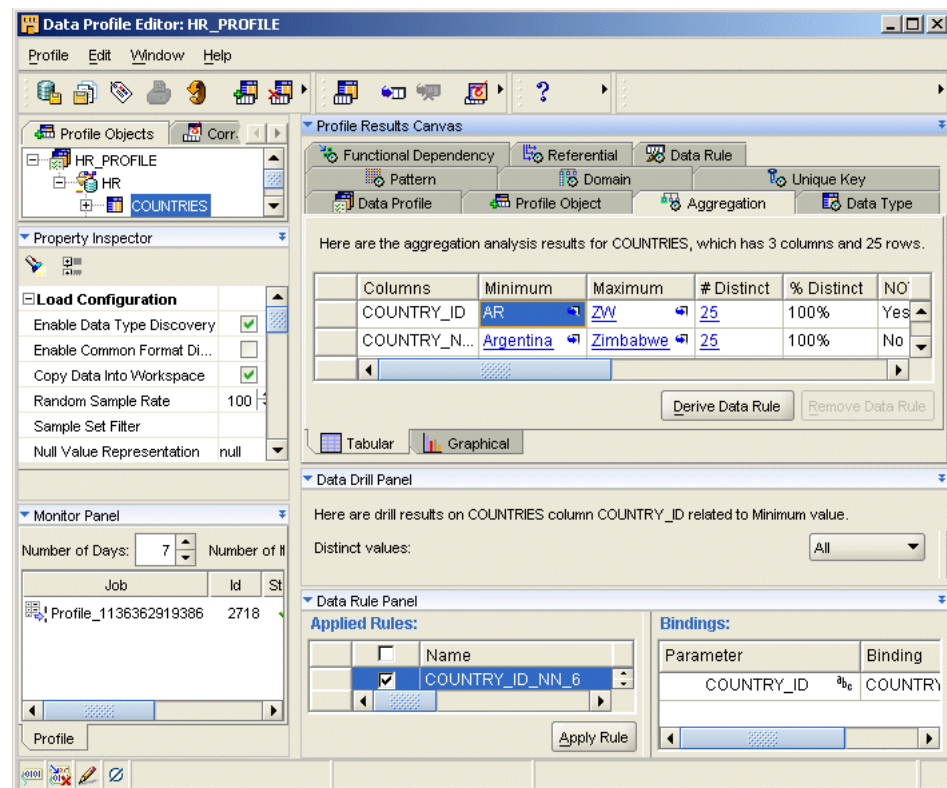 Data Profile Editor: HR_PROFILE
Profile Edit Window Help
Profile Objects Corr.
HR_PROFILE
HR
COUNTRIES
Property Inspector
Load Configuration
Enable Data Type Discovery
Enable Common Format Di...
Copy Data Into Workspace
Random Sample Rate 100
Sample Set Filter
Null Value Representation null
Monitor Panel
Number of Days: 7 Number of
Job Id St
Profile_1136362919386 2718
Profile
Profile Results Canvas
Functional Dependency Referential Data Rule
Pattern Domain Unique Key
Data Profile Profile Object Aggregation Data Type
Here are the aggregation analysis results for COUNTRIES, which has 3 columns and 25 rows.
Columns Minimum Maximum # Distinct % Distinct NO
COUNTRY_ID AR ZW 25 100% Yes
COUNTRY_N... Argentina Zimbabwe 25 100% No
Derive Data Rule Remove Data Rule
Tabular Graphical
Data Drill Panel
Here are drill results on COUNTRIES column COUNTRY_ID related to Minimum value.
Distinct values: All
Data Rule Panel
Applied Rules:
Name
COUNTRY_ID_NN_6
Apply Rule
Bindings:
Parameter Binding
COUNTRY_ID abc COUNTRY